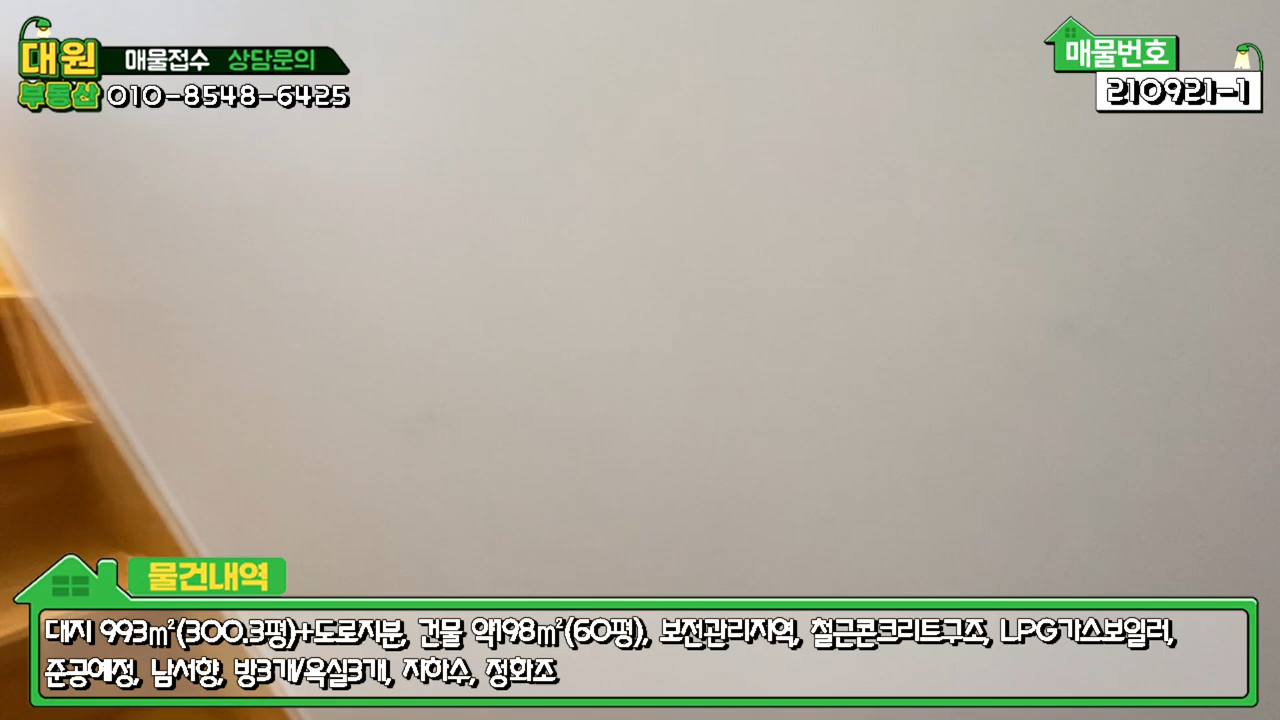 대원 매물접수 상담문의
부동산 010-8548-6425
매물번호
210921-1
물건내역
대지 993㎡(300.3평)+도로지분, 건물 약198㎡(60평), 보전관리지역, 철근콘크리트구조, LPG가스보일러,
준공예정, 남서향, 방3개/욕실3개, 지하수, 정화조